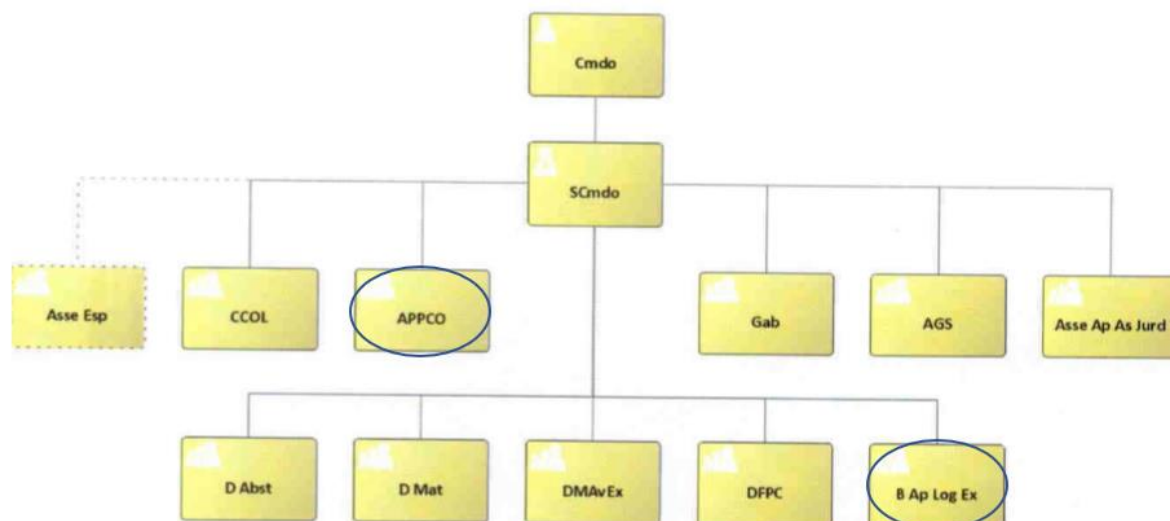 Cmdo
SCmdo
Asse Esp
CCOL
APPCO
Gab
AGS
Asse Ap As Jurd
D Abst
D Mat
DMAvEx
DFPC
B Ap Log Ex